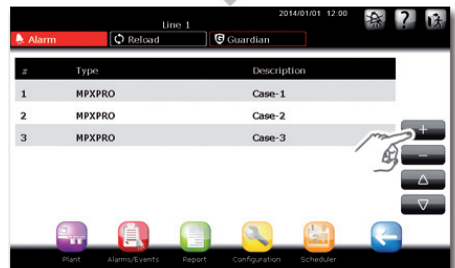 Line 1
2014/01/01 12:00
?
Alarm
Reload
Guardian
# Type Description
1 MPXPRO Case-1
2 MPXPRO Case-2
3 MPXPRO Case-3
+
−
Plant Alarms/Events Report Configuration Scheduler